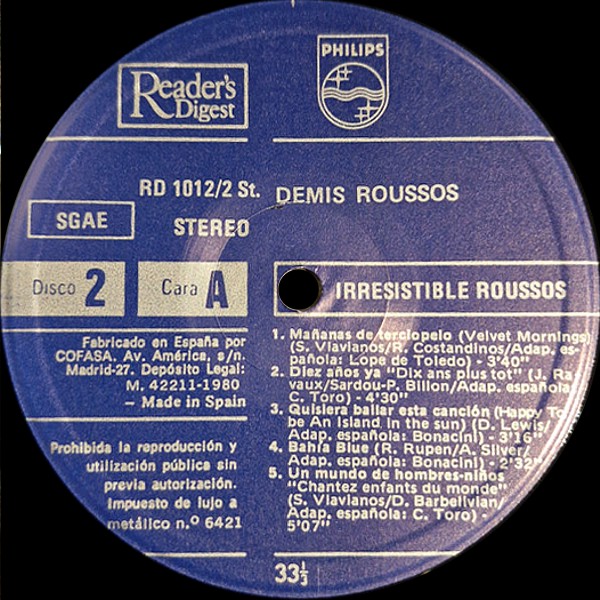 Reader's
Digest
PHILIPS
RD 1012/2 St.
DEMIS ROUSSOS
SGAE
STEREO
Disco 2
Cara A
IRRESISTIBLE ROUSSOS
Fabricado en España por
COFASA. Av. América, s/n.
Madrid-27. Depósito Legal:
M. 42211-1980
– Made in Spain
Prohibida la reproducción y
utilización pública sin
previa autorización.
Impuesto de lujo a
metálico n.º 6421
1. Mañanas de terciopelo (Velvet Mornings)
(S. Vlavianos/R. Costandinos/Adap. es-
pañola: Lope de Toledo) - 3'40"
2. Diez años ya "Dix ans plus tot" (J. Re-
vaux/Sardou-P. Billon/Adap. española:
C. Toro) - 4'30"
3. Quisiera bailar esta canción (Happy To
be An Island in the sun) (D. Lewis/
Adap. española: Bonacini) - 3'16"
4. Bahía Blue (R. Rupen/A. Silver/
Adap. española: Bonacini) - 2'32"
5. Un mundo de hombres-niños
"Chantez enfants du monde"
(S. Vlavianos/D. Barbelivian/
Adap. española: C. Toro) -
5'07"
33⅓